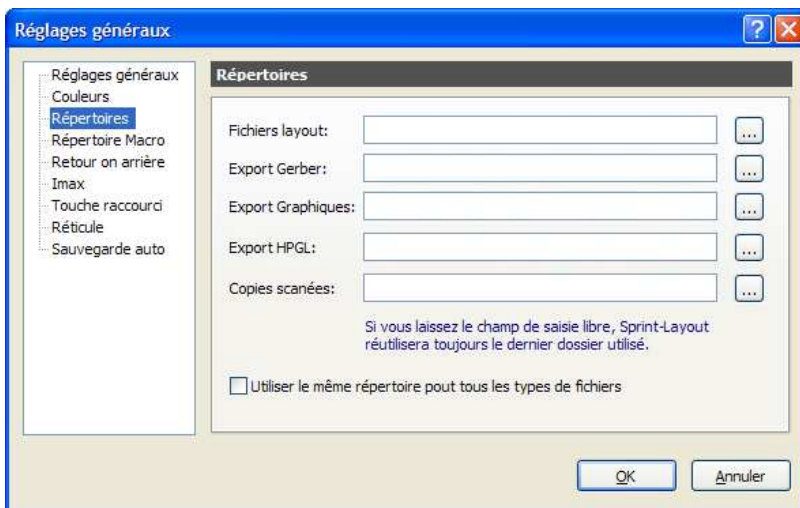 Réglages généraux
Réglages généraux
Couleurs
Répertoires
Répertoire Macro
Retour on arrière
Imax
Touche raccourci
Réticule
Sauvegarde auto
Répertoires
Fichiers layout:
...
Export Gerber:
...
Export Graphiques:
...
Export HPGL:
...
Copies scanées:
...
Si vous laissez le champ de saisie libre, Sprint-Layout
réutilisera toujours le dernier dossier utilisé.
Utiliser le même répertoire pout tous les types de fichiers
OK
Annuler